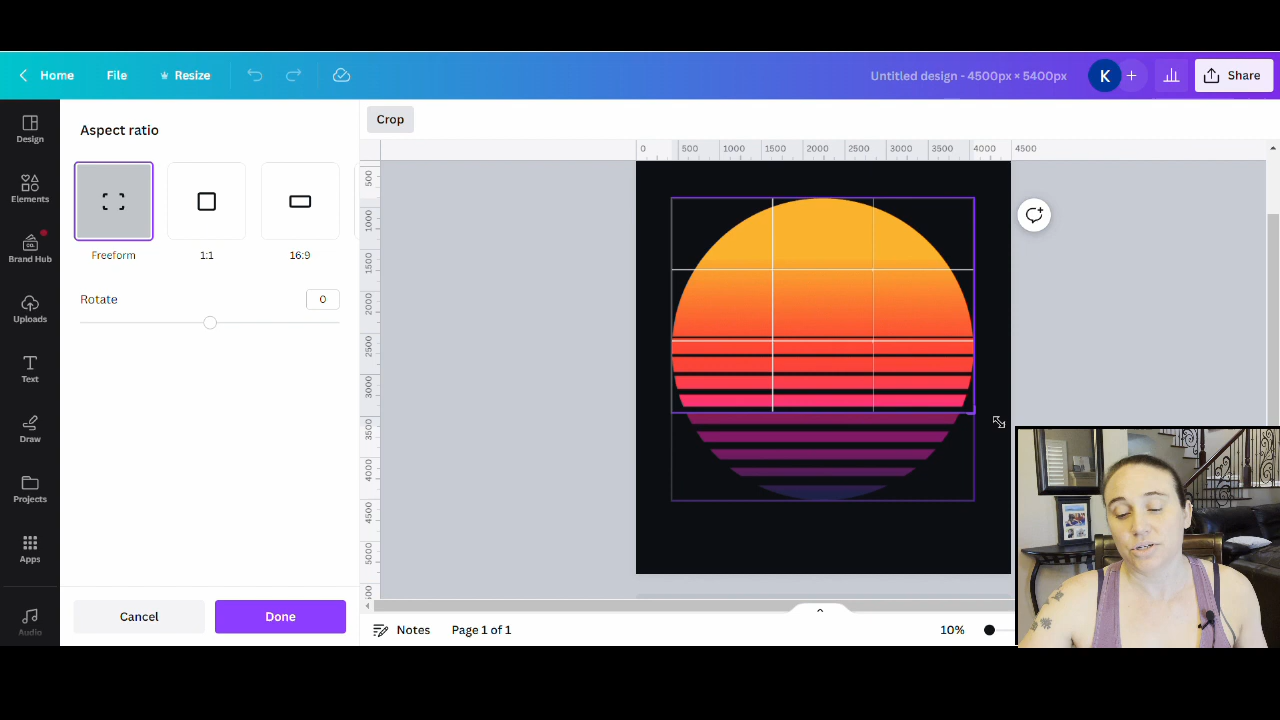 Home
File
Resize
Untitled design - 4500px × 5400px
K
+
Share
Design
Elements
CO.
Brand Hub
Uploads
T
Text
Draw
Projects
Apps
Audio
Aspect ratio
Freeform
1:1
16:9
Rotate
0
Cancel
Done
Crop
0
500
1000
1500
2000
2500
3000
3500
4000
4500
500
1000
1500
2000
2500
3000
3500
4000
4500
5000
Notes
Page 1 of 1
10%